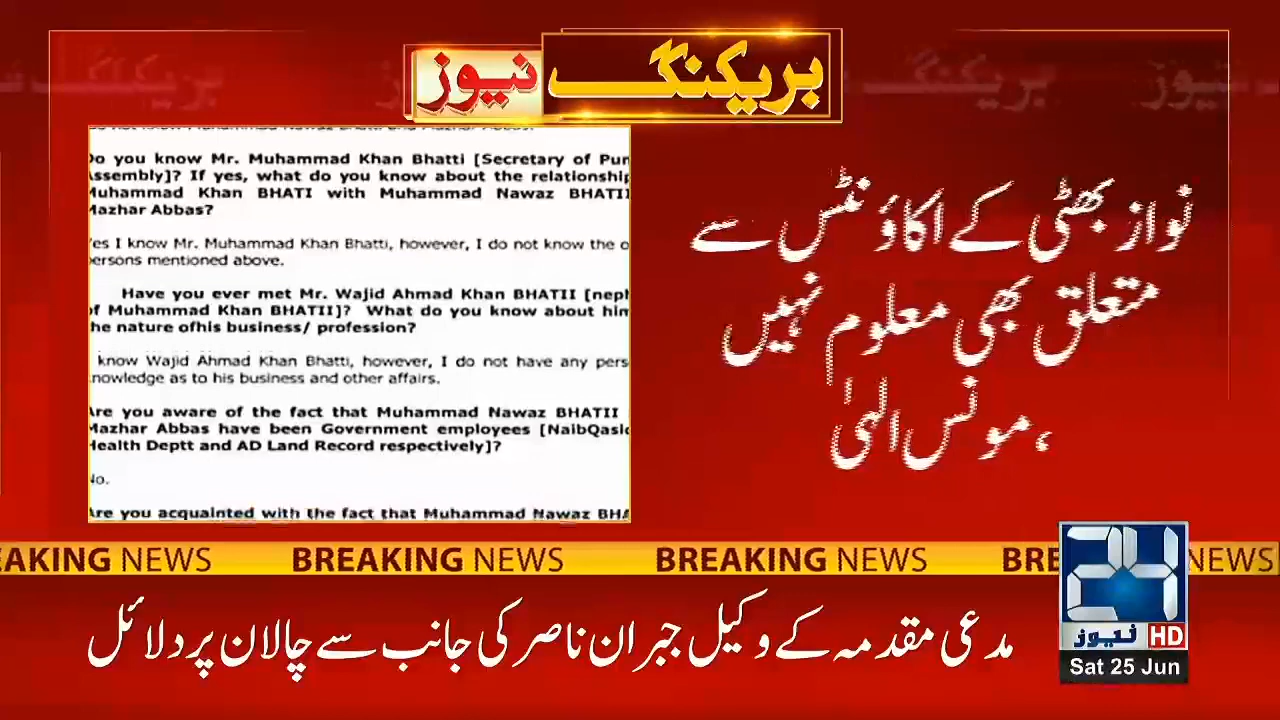 بریکنگ نیوز
Do you know Mr. Muhammad Khan Bhatti [Secretary of Pun
Assembly]? If yes, what do you know about the relationship
Muhammad Khan BHATI with Muhammad Nawaz BHATII
Mazhar Abbas?
Yes I know Mr. Muhammad Khan Bhatti, however, I do not know the o
persons mentioned above.
Have you ever met Mr. Wajid Ahmad Khan BHATII [neph
of Muhammad Khan BHATII]? What do you know about him
the nature ofhis business/ profession?
know Wajid Ahmad Khan Bhatti, however, I do not have any pers
knowledge as to his business and other affairs.
Are you aware of the fact that Muhammad Nawaz BHATII
Mazhar Abbas have been Government employees [NaibQasid
Health Deptt and AD Land Record respectively]?
No.
Are you acquainted with the fact that Muhammad Nawaz BHA
نواز بھٹی کے اکاؤنٹس سے
متعلق بھی معلوم نہیں
،مونس الٰہی
AKING NEWS BREAKING NEWS BREAKING NEWS BRE NEWS
24
نیوز HD
Sat 25 Jun
مدعی مقدمہ کے وکیل جبران ناصر کی جانب سے چالان پر دلائل